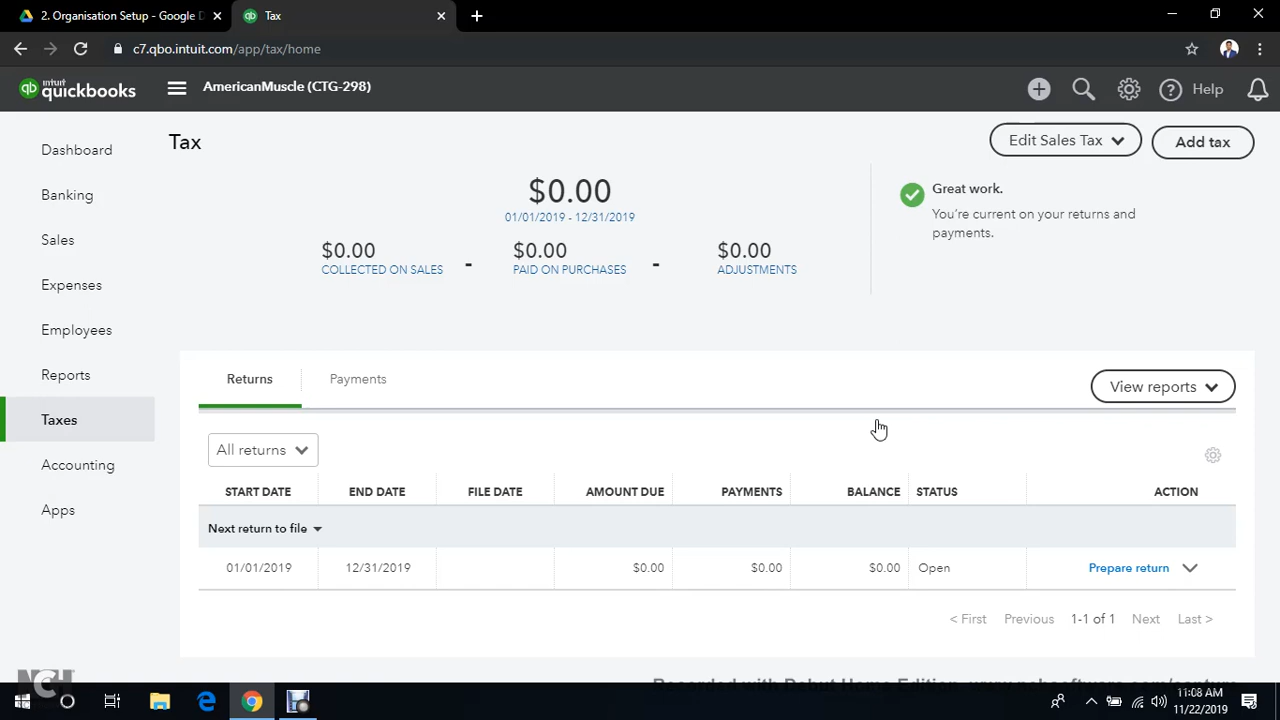 2. Organisation Setup - Google D
Tax
c7.qbo.intuit.com/app/tax/home
intuit
quickbooks
AmericanMuscle (CTG-298)
Help
Dashboard
Banking
Sales
Expenses
Employees
Reports
Taxes
Accounting
Apps
Tax
Edit Sales Tax
Add tax
$0.00
01/01/2019 - 12/31/2019
$0.00
COLLECTED ON SALES
-
$0.00
PAID ON PURCHASES
-
$0.00
ADJUSTMENTS
Great work.
You're current on your returns and
payments.
Returns
Payments
View reports
All returns
START DATE END DATE FILE DATE AMOUNT DUE PAYMENTS BALANCE STATUS ACTION
Next return to file
01/01/2019 12/31/2019 $0.00 $0.00 $0.00 Open Prepare return
< First Previous 1-1 of 1 Next Last >
NCH
Recorded with Debut Home Edition
11:08 AM
11/22/2019